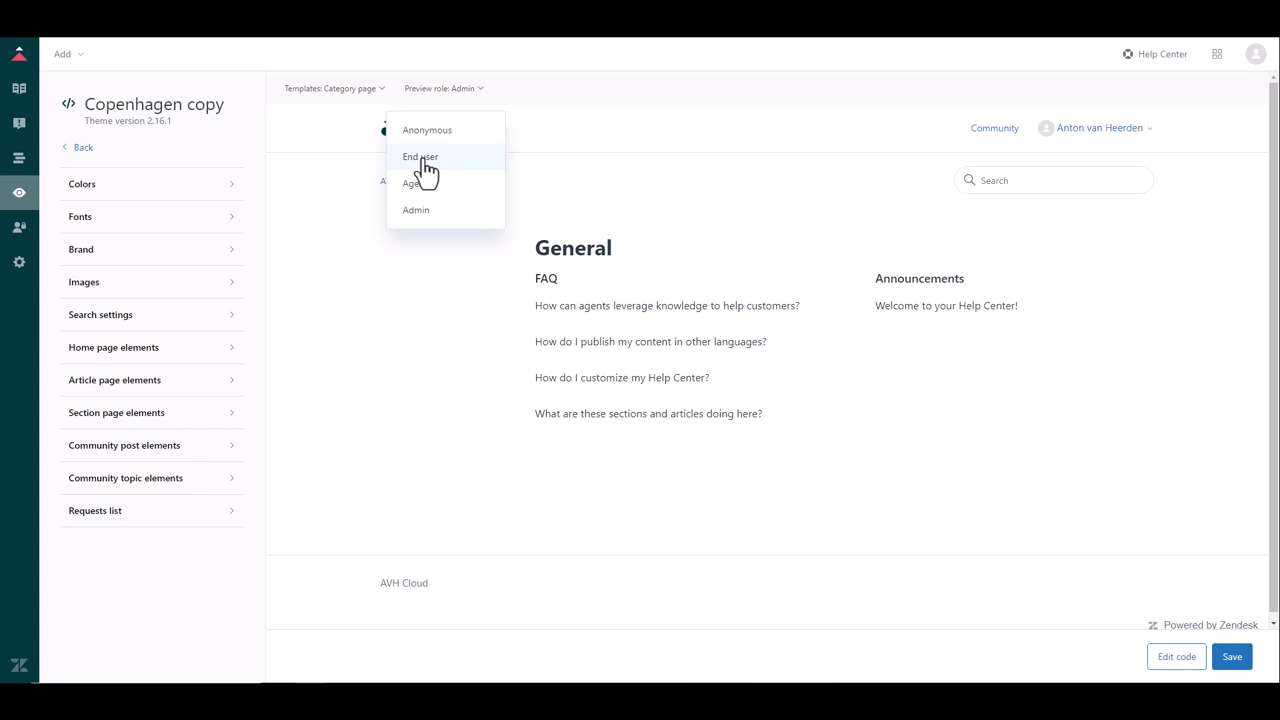 Add
Help Center
Copenhagen copy
Theme version 2.16.1
Back
Colors
Fonts
Brand
Images
Search settings
Home page elements
Article page elements
Section page elements
Community post elements
Community topic elements
Requests list
Templates: Category page
Preview role: Admin
Anonymous
End user
Admin
Community
Anton van Heerden
Search
General
FAQ
How can agents leverage knowledge to help customers?
How do I publish my content in other languages?
How do I customize my Help Center?
What are these sections and articles doing here?
Announcements
Welcome to your Help Center!
AVH Cloud
Powered by Zendesk
Edit code
Save